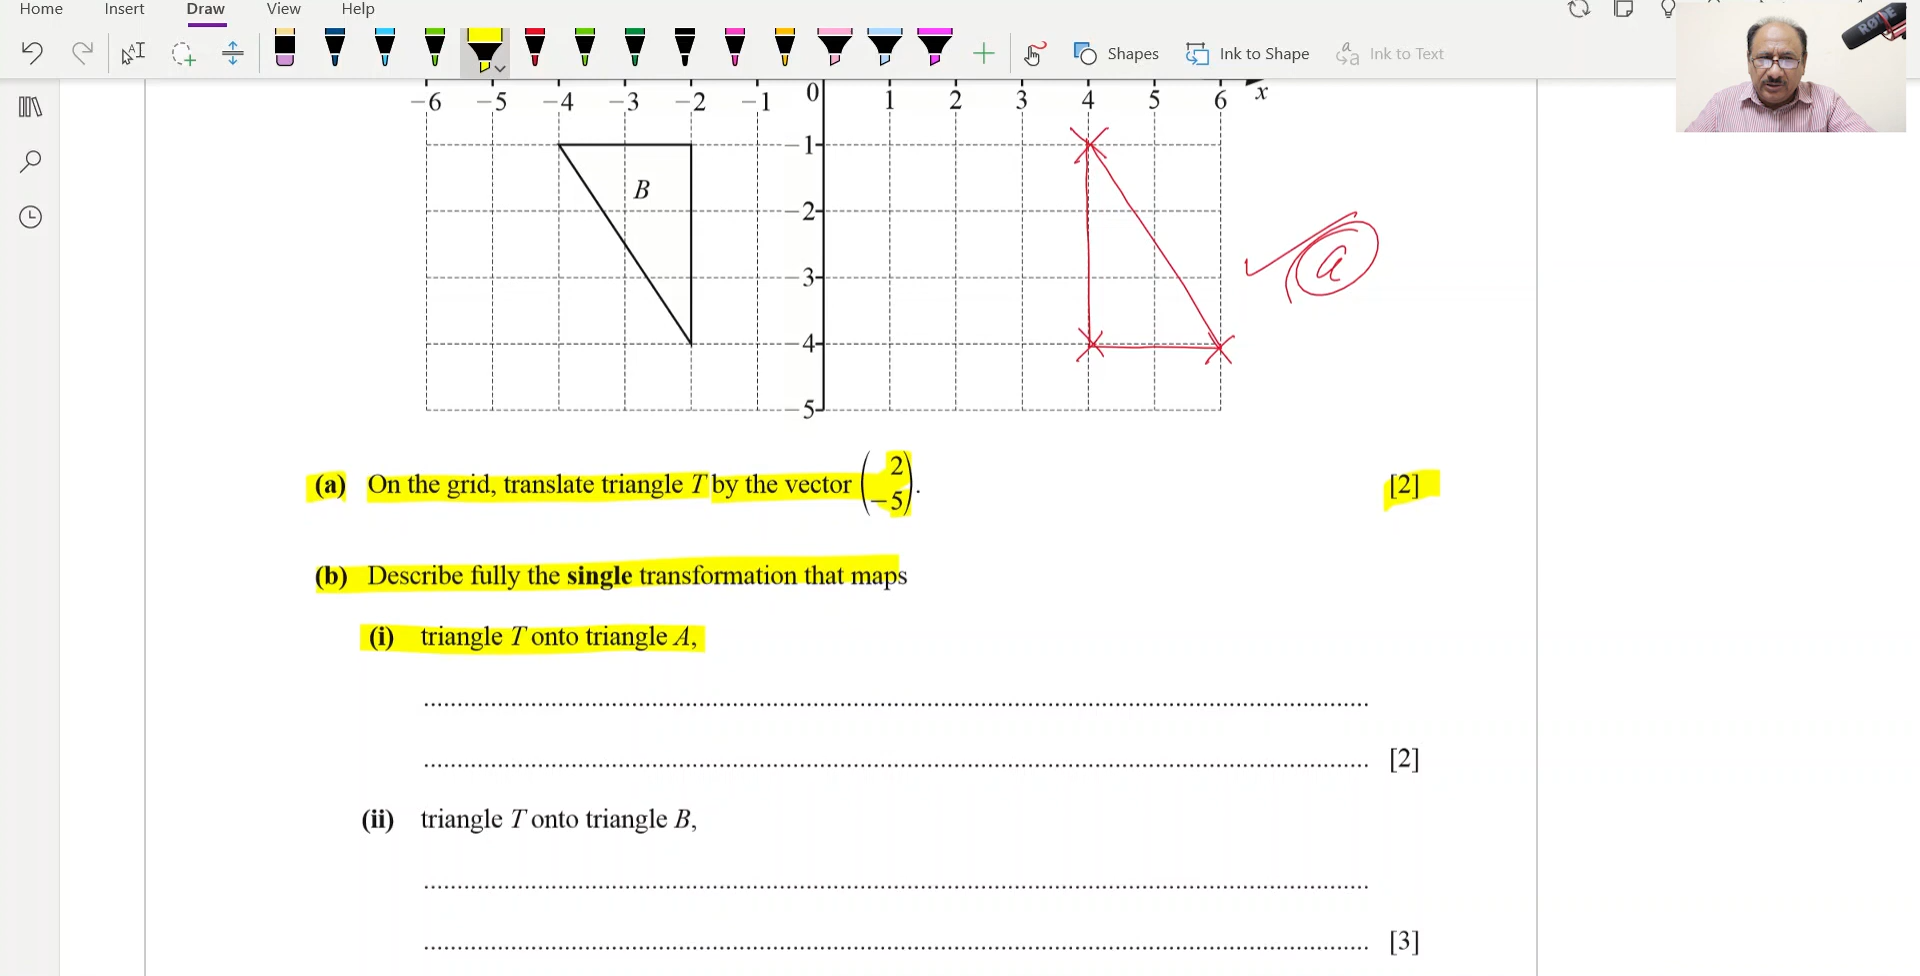 Home Insert Draw View Help
Shapes Ink to Shape Ink to Text
RØDE
−6 −5 −4 −3 −2 −1 0 1 2 3 4 5 6 x
−1
B
−2
−3
a
−4
−5
(a) On the grid, translate triangle T by the vector (2 −5). [2]
(b) Describe fully the single transformation that maps
(i) triangle T onto triangle A,
[2]
(ii) triangle T onto triangle B,
[3]